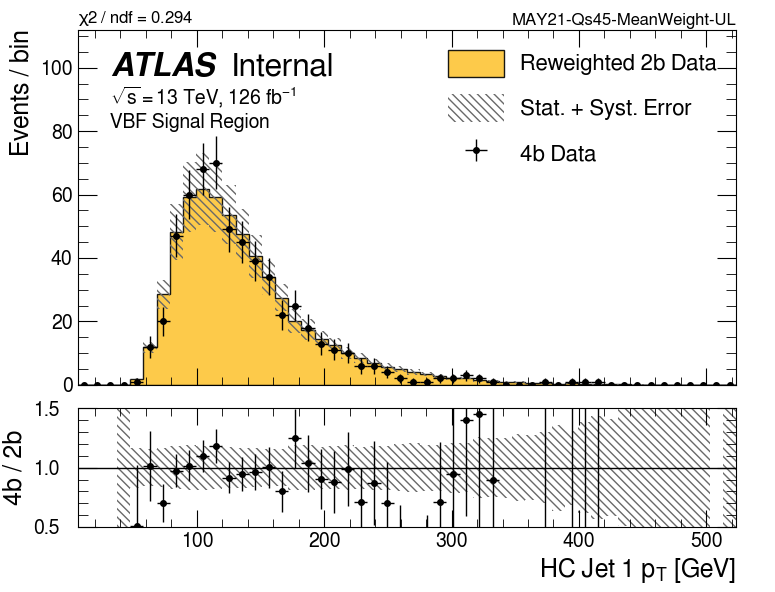 χ2 / ndf = 0.294
MAY21-Qs45-MeanWeight-UL
ATLAS Internal
√s = 13 TeV, 126 fb⁻¹
VBF Signal Region
Reweighted 2b Data
Stat. + Syst. Error
4b Data
Events / bin
100
80
60
40
20
0
4b / 2b
1.5
1.0
0.5
100 200 300 400 500
HC Jet 1 p_T [GeV]